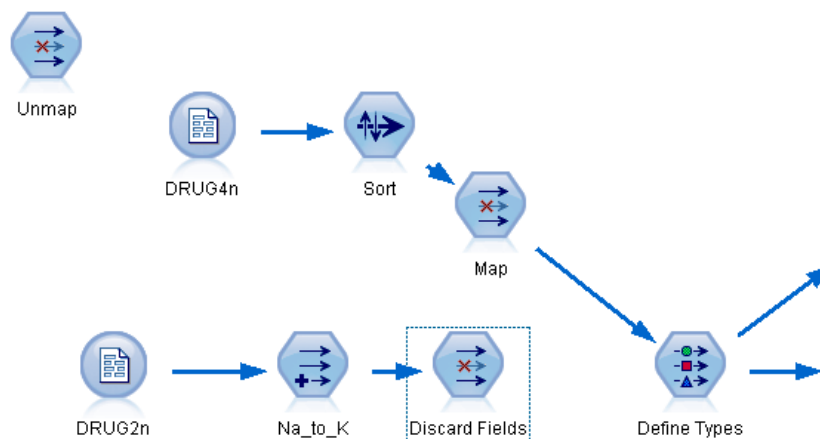 Unmap
DRUG4n
Sort
Map
DRUG2n
Na_to_K
Discard Fields
Define Types